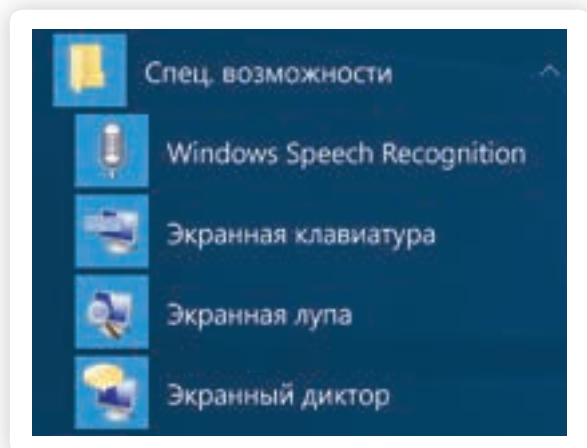 Спец. возможности
Windows Speech Recognition
Экранная клавиатура
Экранная лупа
Экранный диктор